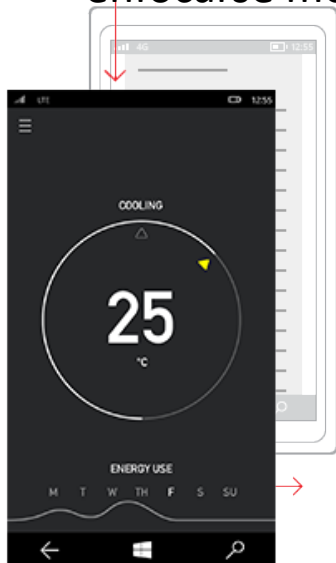 4G 12:55
LTE 12:55
COOLING
25
°C
ENERGY USE
M T W TH F S SU